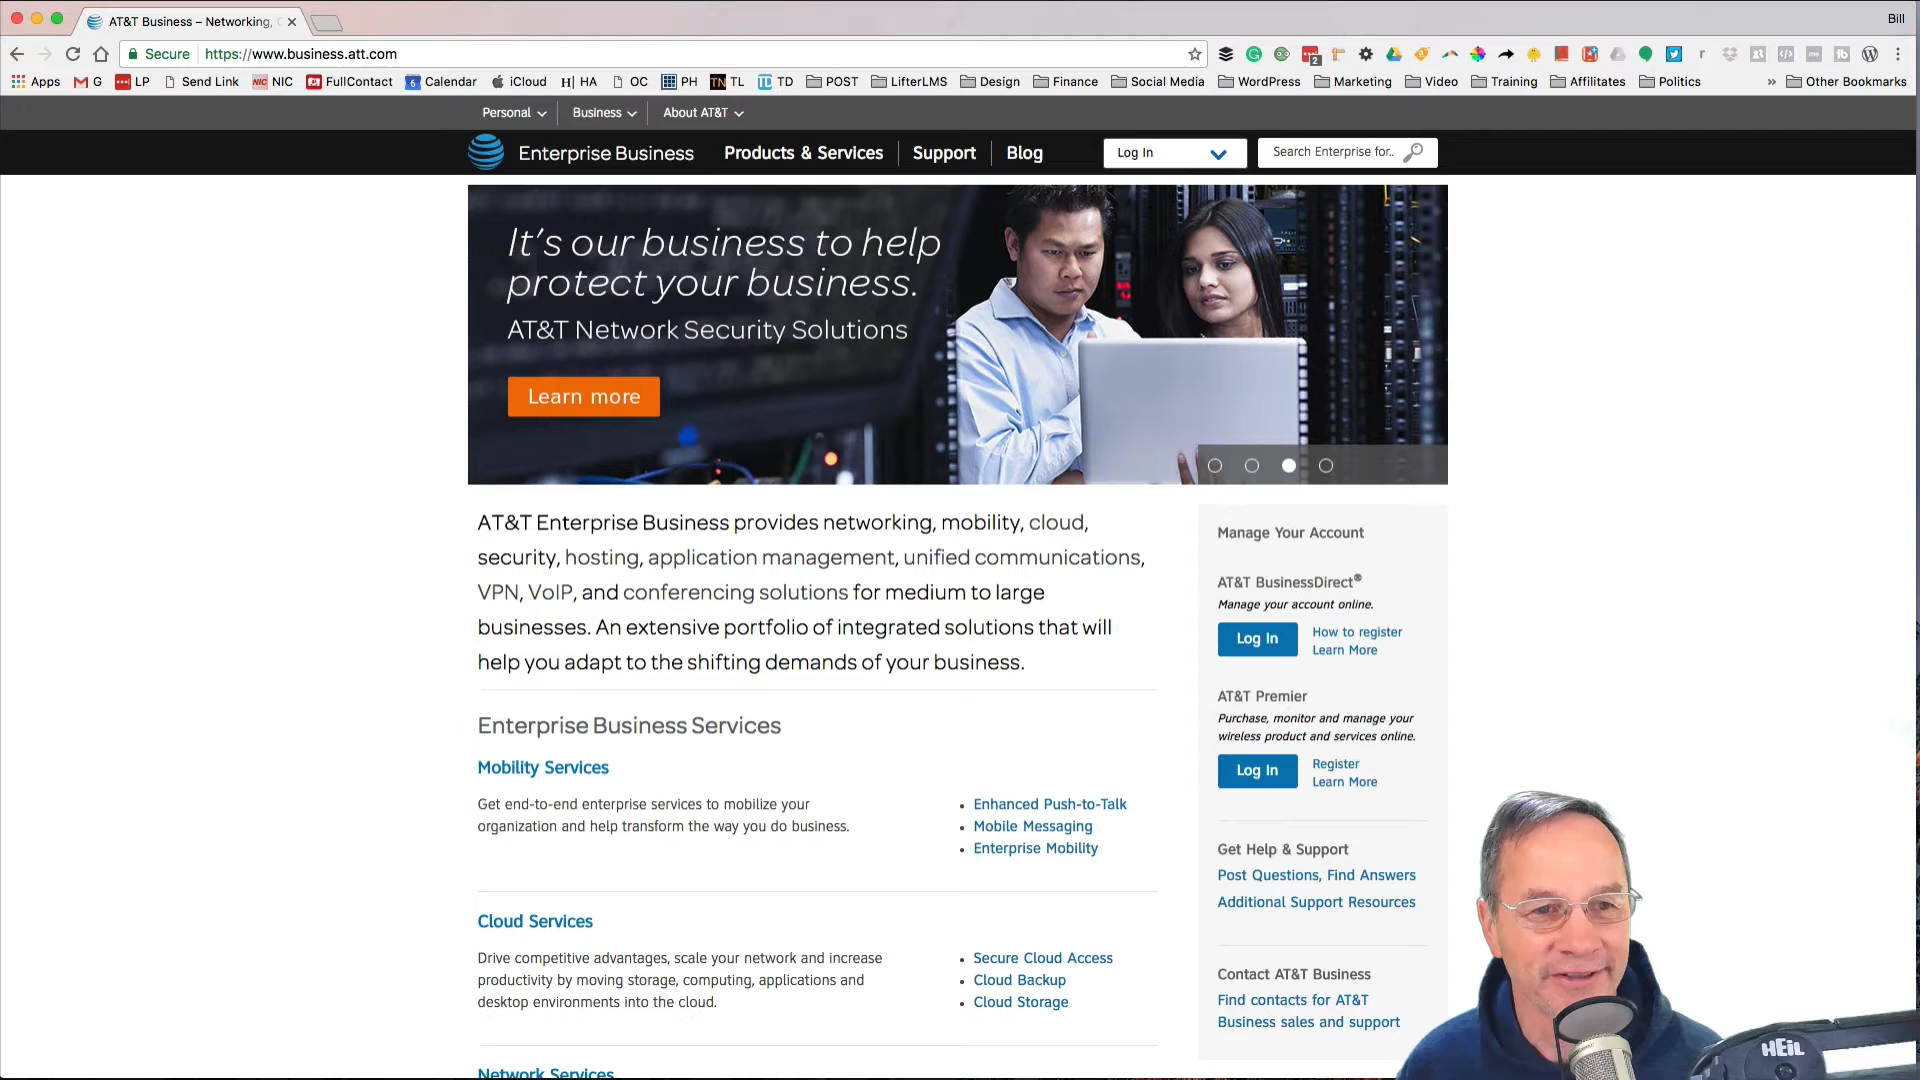 AT&T Business – Networking, C
Bill
Secure https://www.business.att.com
2
Apps G LP Send Link NIC NIC FullContact 6 Calendar iCloud H| HA OC PH TN TL TD TD POST LifterLMS Design Finance Social Media WordPress Marketing Video Training Affilitates Politics » Other Bookmarks
Personal Business About AT&T
Enterprise Business Products & Services Support Blog Log In Search Enterprise for..
It's our business to help
protect your business.
AT&T Network Security Solutions
Learn more
AT&T Enterprise Business provides networking, mobility, cloud,
security, hosting, application management, unified communications,
VPN, VoIP, and conferencing solutions for medium to large
businesses. An extensive portfolio of integrated solutions that will
help you adapt to the shifting demands of your business.
Enterprise Business Services
Mobility Services
Get end-to-end enterprise services to mobilize your
organization and help transform the way you do business.
• Enhanced Push-to-Talk
• Mobile Messaging
• Enterprise Mobility
Cloud Services
Drive competitive advantages, scale your network and increase
productivity by moving storage, computing, applications and
desktop environments into the cloud.
• Secure Cloud Access
• Cloud Backup
• Cloud Storage
Network Services
Manage Your Account
AT&T BusinessDirect®
Manage your account online.
Log In
How to register
Learn More
AT&T Premier
Purchase, monitor and manage your
wireless product and services online.
Log In
Register
Learn More
Get Help & Support
Post Questions, Find Answers
Additional Support Resources
Contact AT&T Business
Find contacts for AT&T
Business sales and support
HEiL